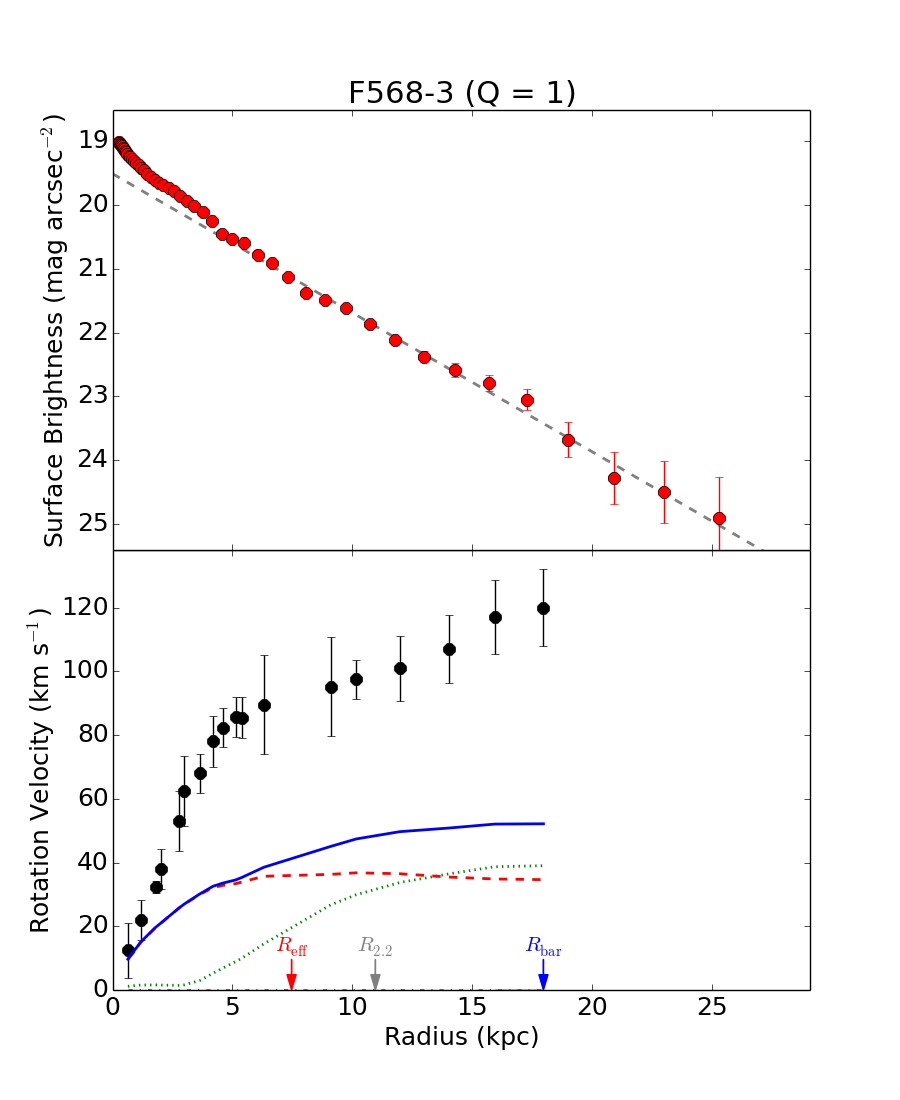 F568-3 (Q = 1)
Surface Brightness (mag arcsec⁻²)
19
20
21
22
23
24
25
Rotation Velocity (km s⁻¹)
120
100
80
60
40
20
0
R_eff R_2.2 R_bar
0 5 10 15 20 25
Radius (kpc)